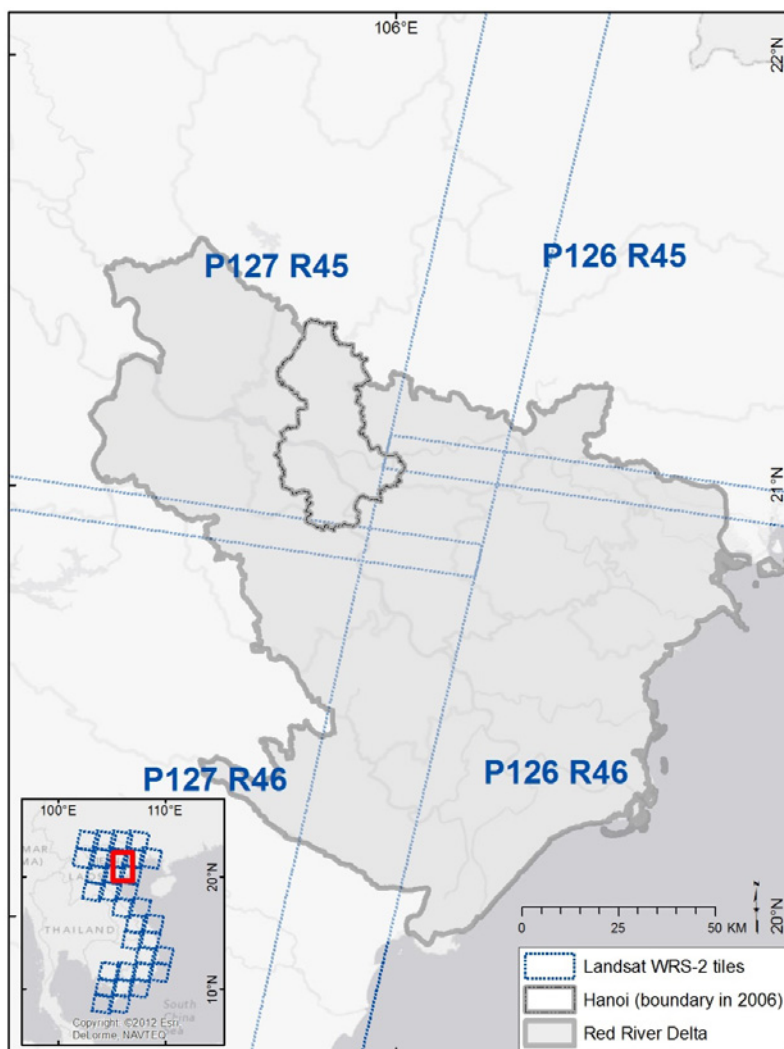 106°E
22°N
P127 R45
P126 R45
21°N
P127 R46
P126 R46
100°E
110°E
20°N
10°N
THAILAND
South
China
Sea
Copyright: ©2012 Esri,
DeLorme, NAVTEQ
0
25
50 KM
20°N
Landsat WRS-2 tiles
Hanoi (boundary in 2006)
Red River Delta